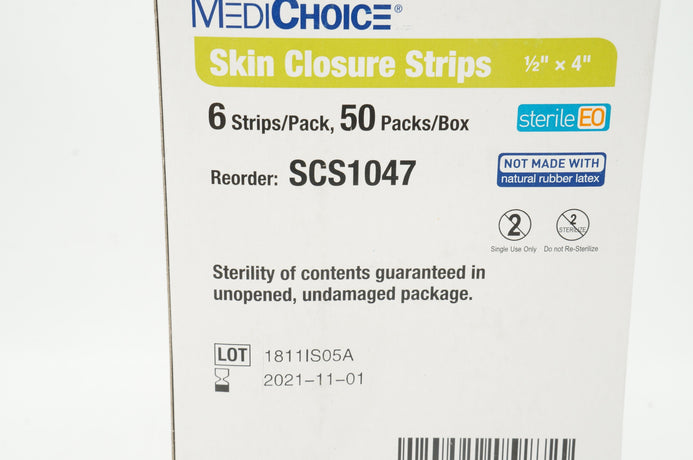 MEDICHOICE®
Skin Closure Strips ½" × 4"
6 Strips/Pack, 50 Packs/Box
sterile EO
Reorder: SCS1047
NOT MADE WITH
natural rubber latex
2
2
STERILIZE
Single Use Only Do not Re-Sterilize
Sterility of contents guaranteed in
unopened, undamaged package.
LOT 1811IS05A
2021-11-01